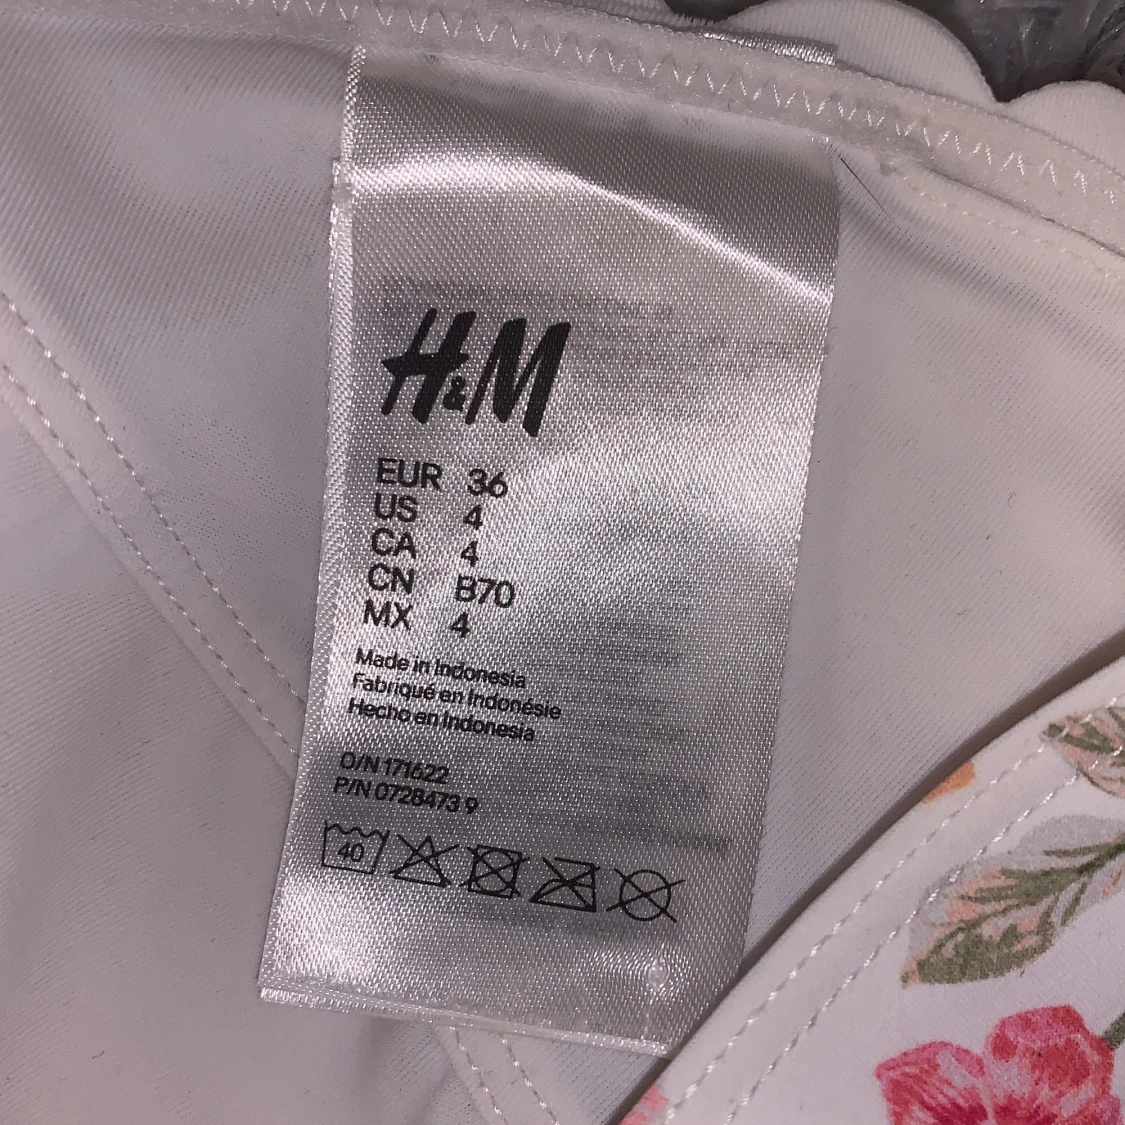 H&M
EUR 36
US 4
CA 4
CN B70
MX 4
Made in Indonesia
Fabriqué en Indonésie
Hecho en Indonesia
O/N 171622
P/N 0728473 9
40